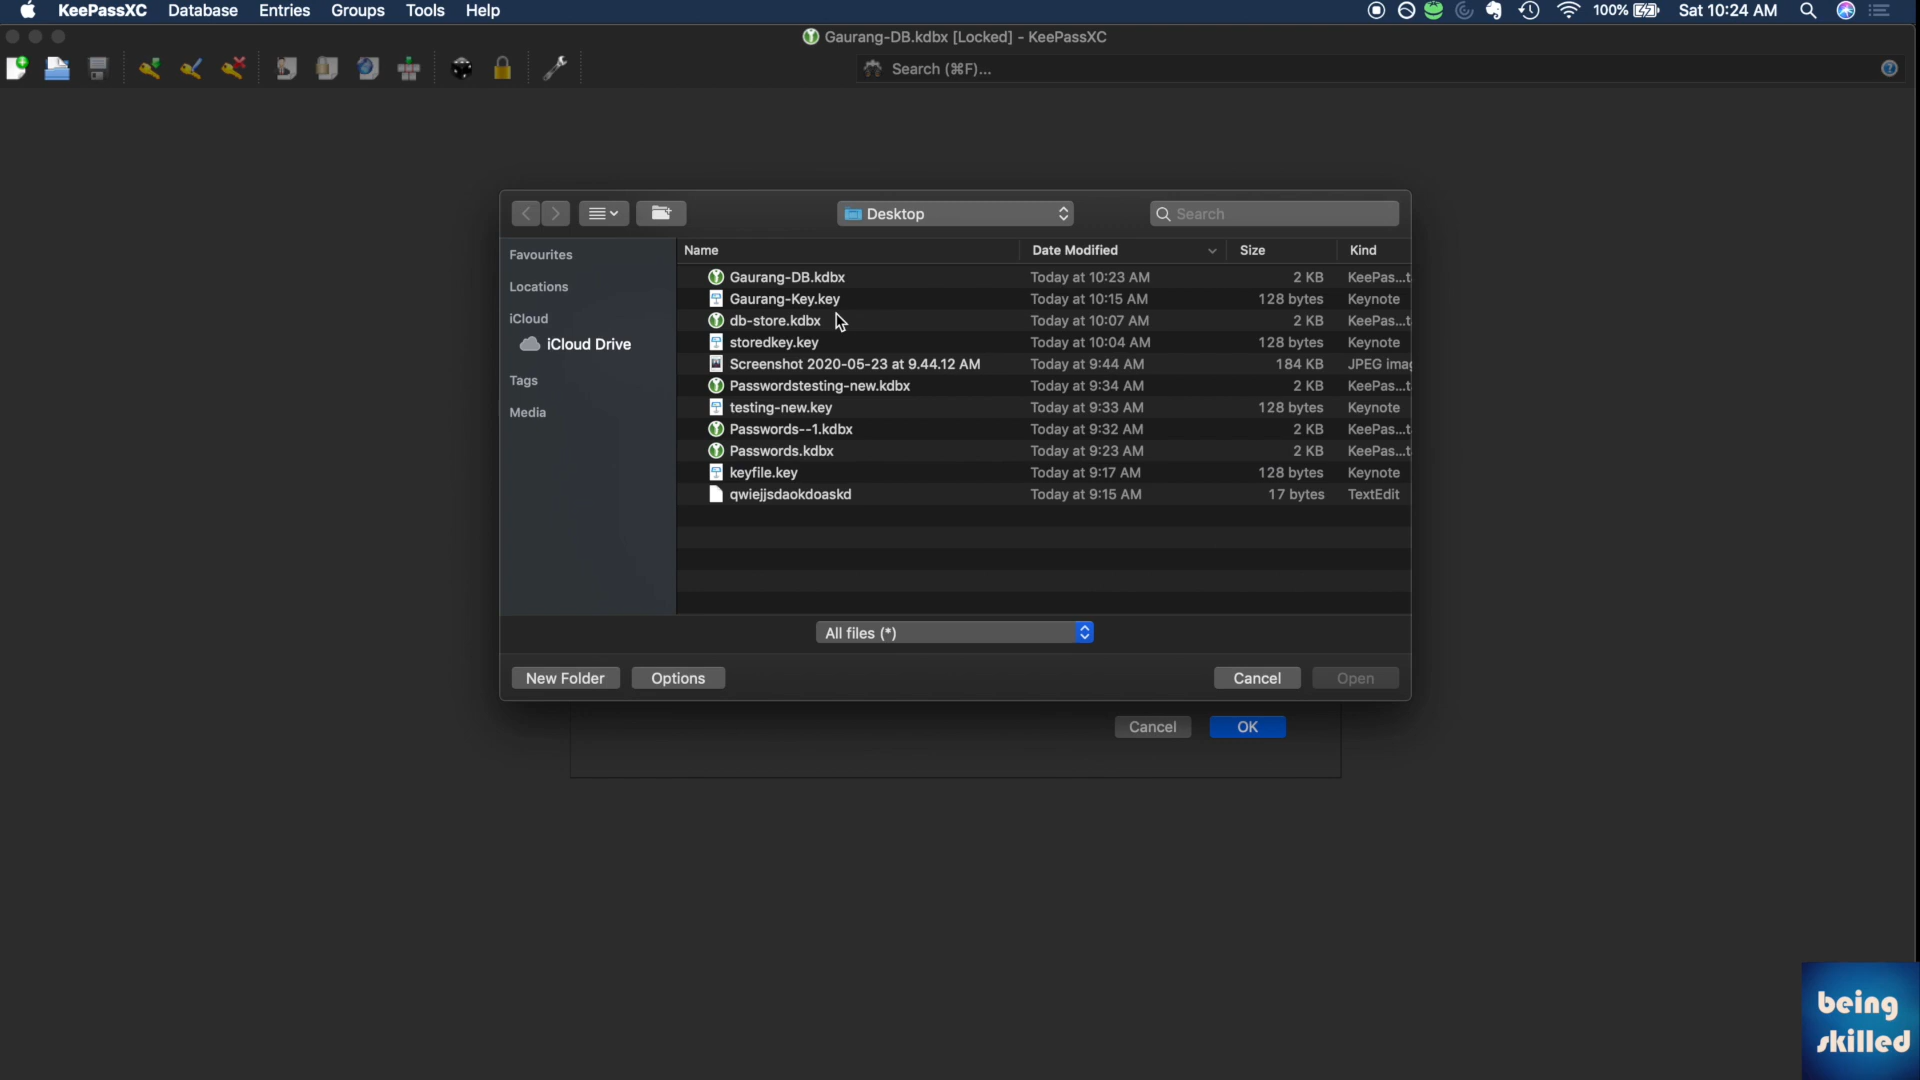 KeePassXC Database Entries Groups Tools Help 100% Sat 10:24 AM
Gaurang-DB.kdbx [Locked] - KeePassXC
Search (⌘F)...
Desktop
Search
Favourites
Locations
iCloud
iCloud Drive
Tags
Media
Name Date Modified Size Kind
Gaurang-DB.kdbx Today at 10:23 AM 2 KB KeePas...t
Gaurang-Key.key Today at 10:15 AM 128 bytes Keynote
db-store.kdbx Today at 10:07 AM 2 KB KeePas...t
storedkey.key Today at 10:04 AM 128 bytes Keynote
Screenshot 2020-05-23 at 9.44.12 AM Today at 9:44 AM 184 KB JPEG imag
Passwordstesting-new.kdbx Today at 9:34 AM 2 KB KeePas...t
testing-new.key Today at 9:33 AM 128 bytes Keynote
Passwords--1.kdbx Today at 9:32 AM 2 KB KeePas...t
Passwords.kdbx Today at 9:23 AM 2 KB KeePas...t
keyfile.key Today at 9:17 AM 128 bytes Keynote
qwiejjsdaokdoaskd Today at 9:15 AM 17 bytes TextEdit
All files (*)
New Folder Options Cancel Open
Cancel OK
being
skilled